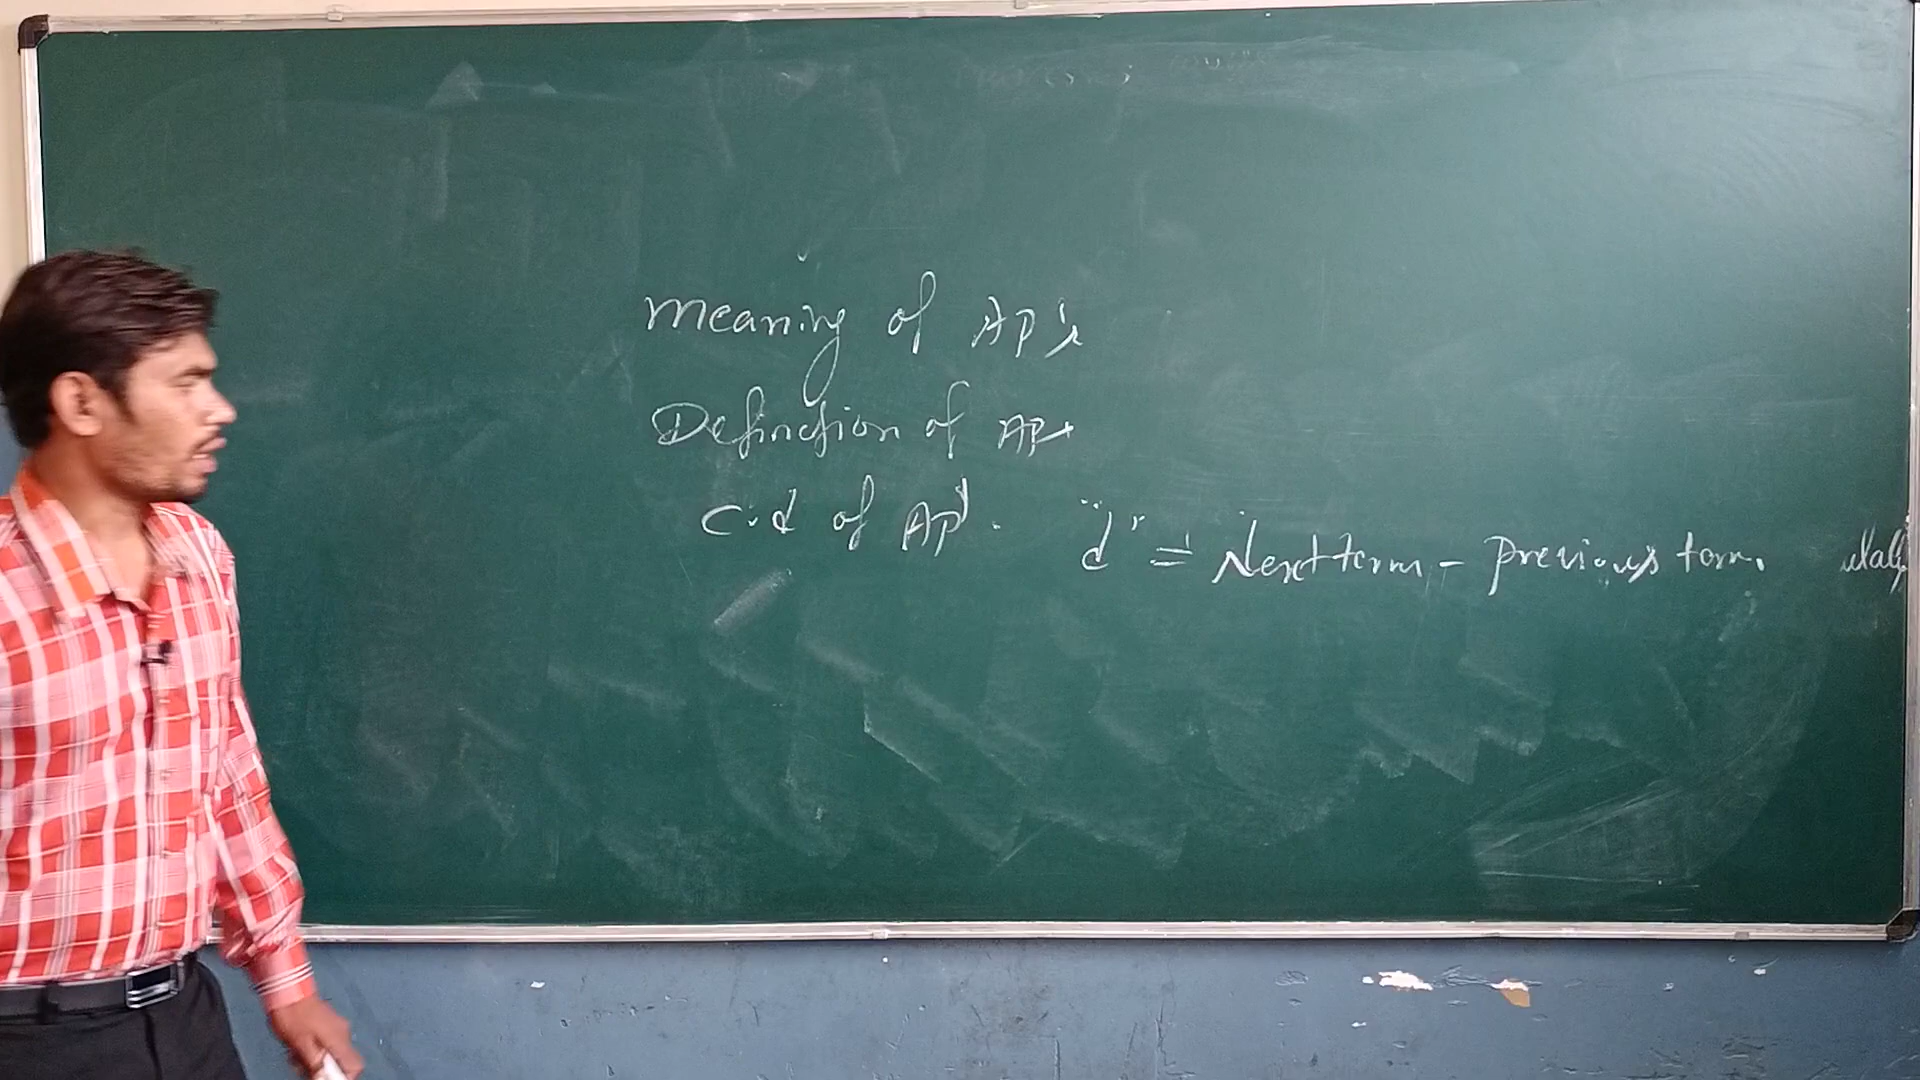 Meaning of AP's
Definition of AP
C.d of AP'
"d" = Next term - previous term.